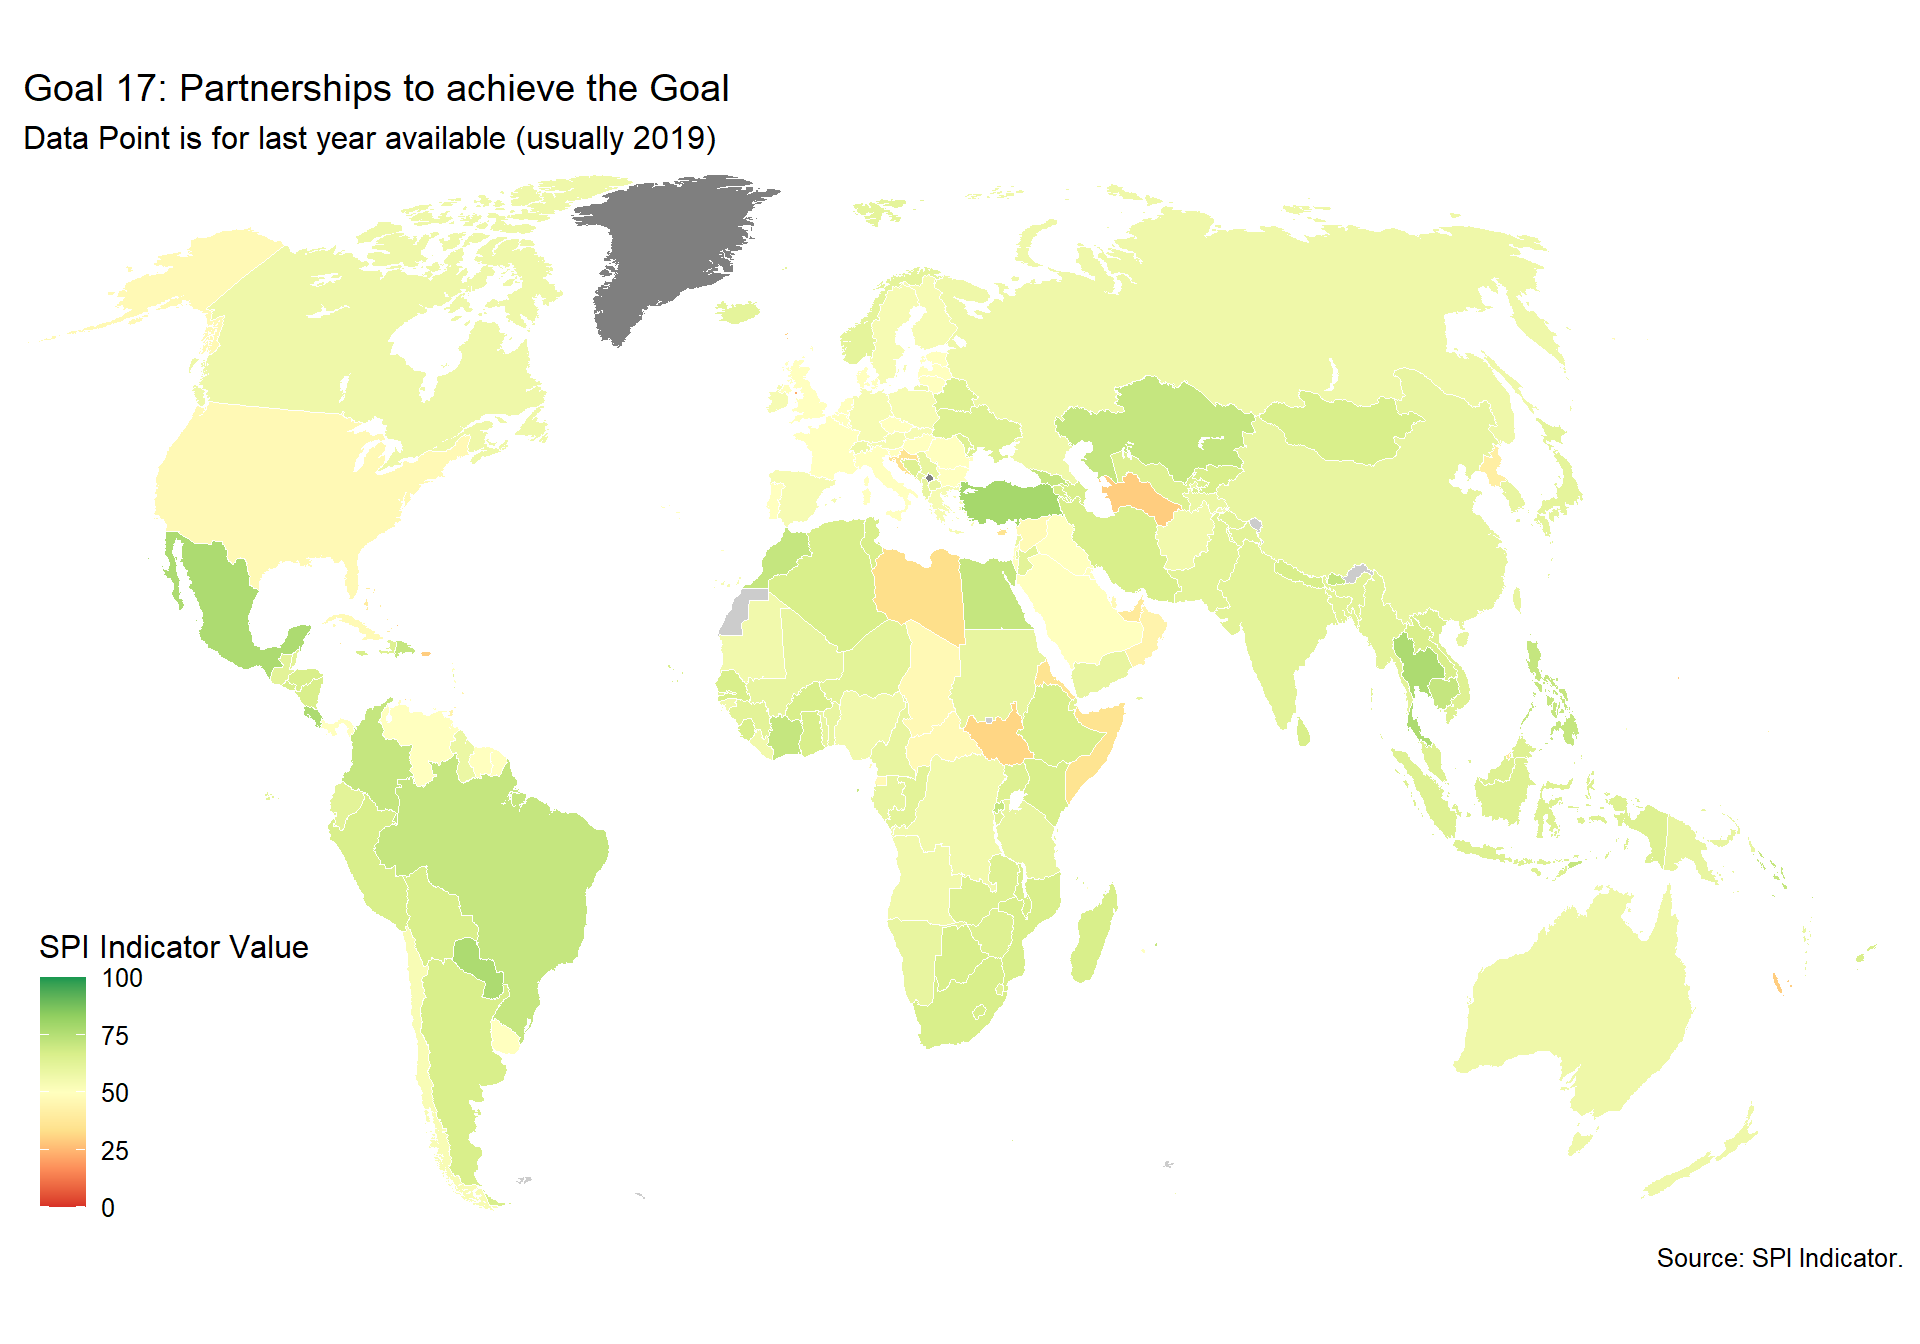 Goal 17: Partnerships to achieve the Goal
Data Point is for last year available (usually 2019)
SPI Indicator Value
100
75
50
25
0
Source: SPI Indicator.